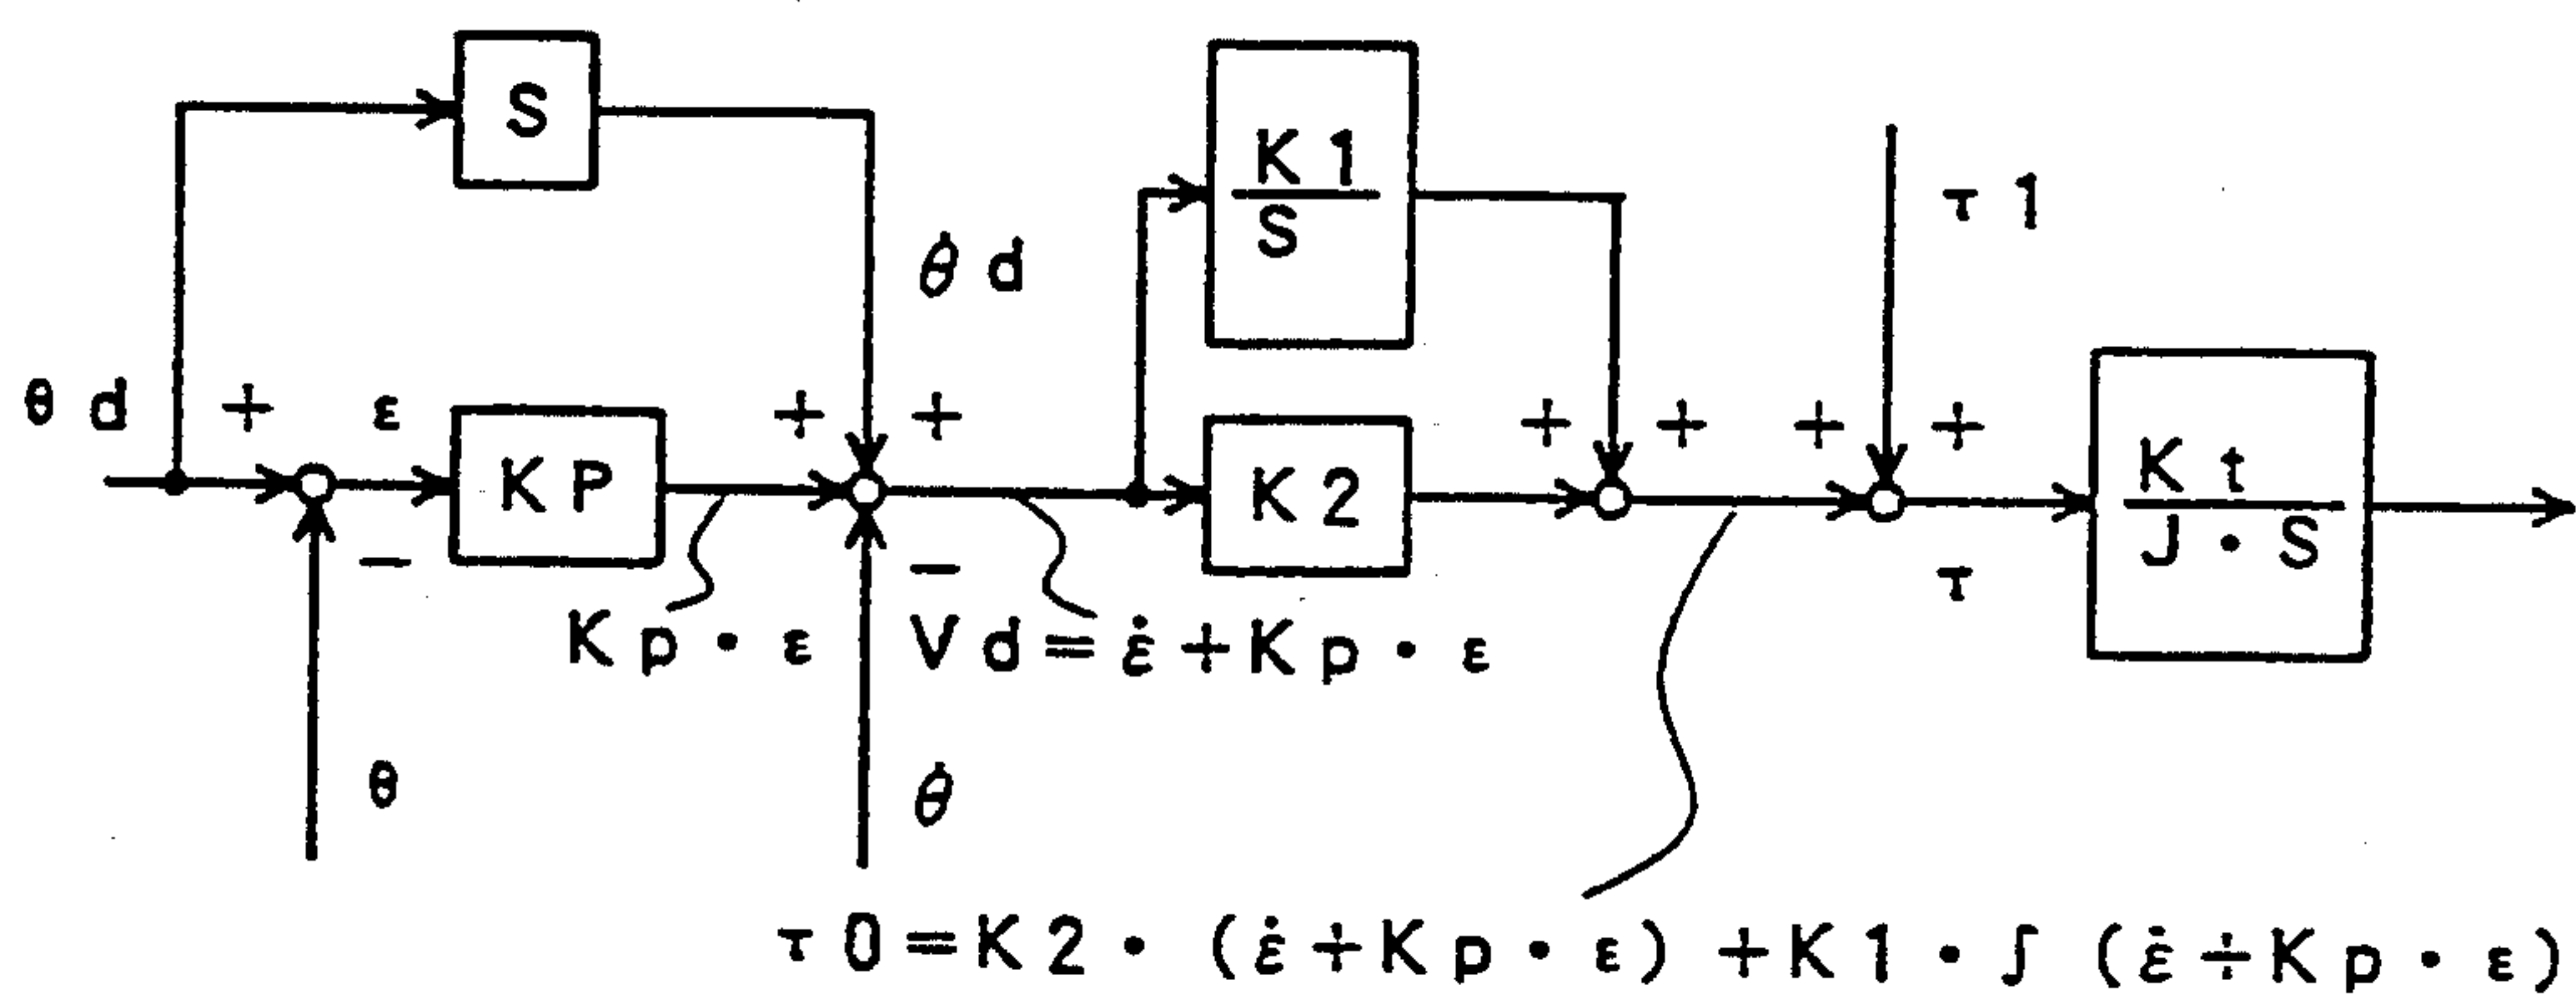 S
K1
S
τ1
θ̇d
θd
+
ε
KP
+
+
K2
+
+
+
+
Kt
J・S
−
−
τ
Kp・ε
Vd=ε̇+Kp・ε
θ
θ̇
τ0=K2・(ε̇+Kp・ε)+K1・∫(ε̇+Kp・ε)